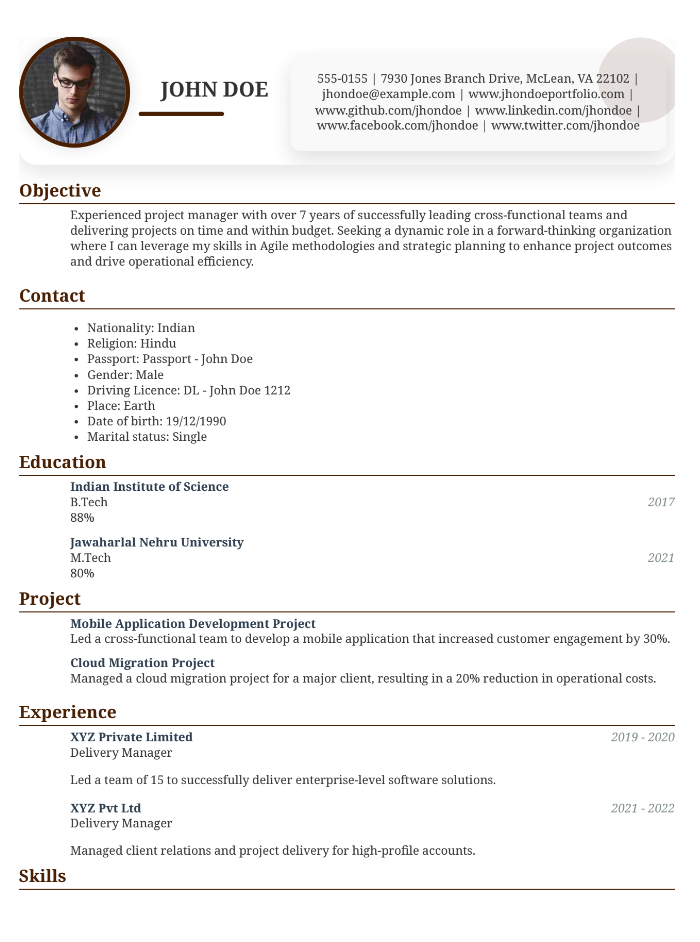 JOHN DOE
555-0155 | 7930 Jones Branch Drive, McLean, VA 22102 |
jhondoe@example.com | www.jhondoeportfolio.com |
www.github.com/jhondoe | www.linkedin.com/jhondoe |
www.facebook.com/jhondoe | www.twitter.com/jhondoe
Objective
Experienced project manager with over 7 years of successfully leading cross-functional teams and
delivering projects on time and within budget. Seeking a dynamic role in a forward-thinking organization
where I can leverage my skills in Agile methodologies and strategic planning to enhance project outcomes
and drive operational efficiency.
Contact
• Nationality: Indian
• Religion: Hindu
• Passport: Passport - John Doe
• Gender: Male
• Driving Licence: DL - John Doe 1212
• Place: Earth
• Date of birth: 19/12/1990
• Marital status: Single
Education
Indian Institute of Science
B.Tech 2017
88%
Jawaharlal Nehru University
M.Tech 2021
80%
Project
Mobile Application Development Project
Led a cross-functional team to develop a mobile application that increased customer engagement by 30%.
Cloud Migration Project
Managed a cloud migration project for a major client, resulting in a 20% reduction in operational costs.
Experience
XYZ Private Limited 2019 - 2020
Delivery Manager
Led a team of 15 to successfully deliver enterprise-level software solutions.
XYZ Pvt Ltd 2021 - 2022
Delivery Manager
Managed client relations and project delivery for high-profile accounts.
Skills